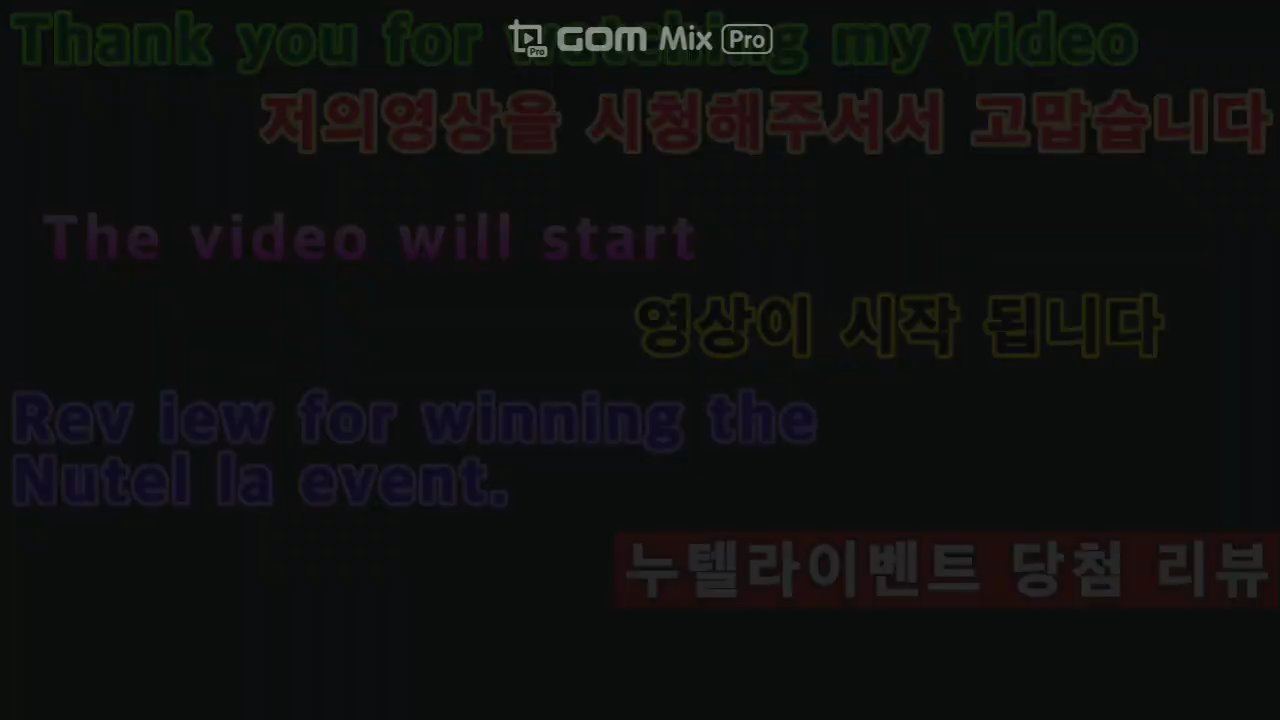 Thank you for watching my video
GOM Mix Pro
저의영상을 시청해주셔서 고맙습니다
The video will start
영상이 시작 됩니다
Rev iew for winning the
Nutel la event.
누텔라이벤트 당첨 리뷰